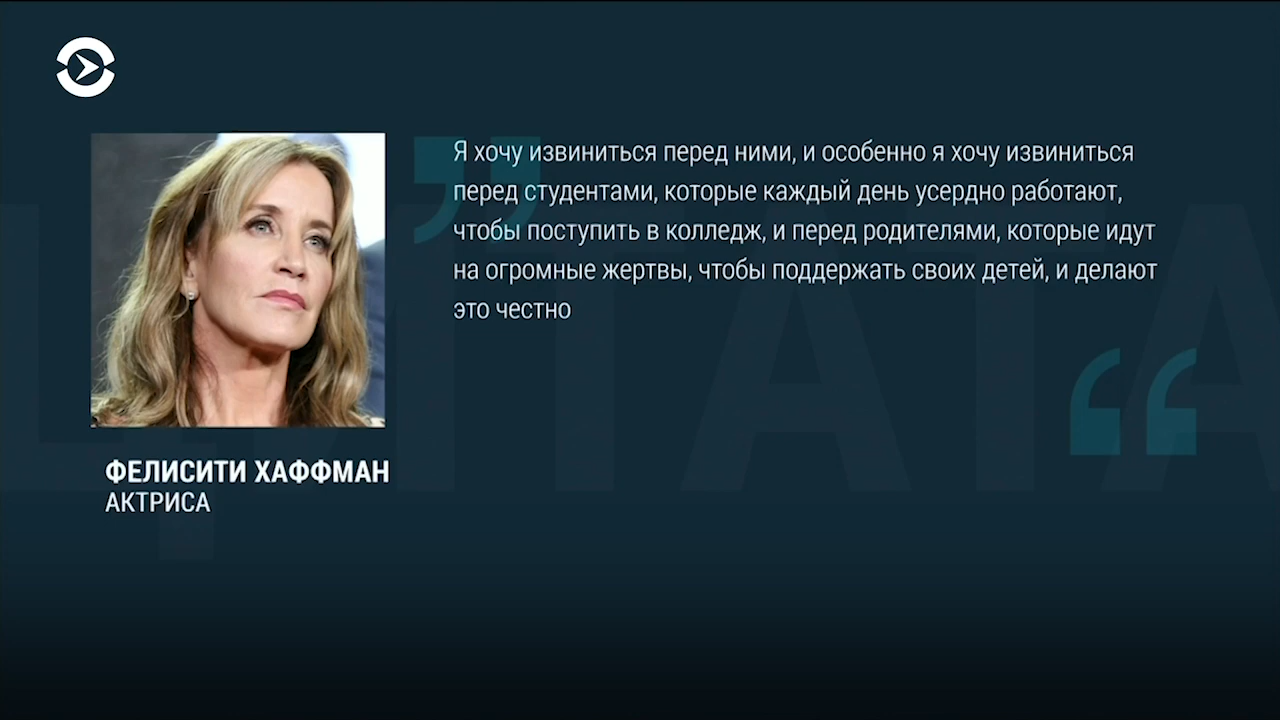 Я хочу извиниться перед ними, и особенно я хочу извиниться
перед студентами, которые каждый день усердно работают,
чтобы поступить в колледж, и перед родителями, которые идут
на огромные жертвы, чтобы поддержать своих детей, и делают
это честно
ФЕЛИСИТИ ХАФФМАН
АКТРИСА
ЦИТАТА